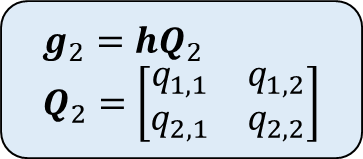 g₂ = hQ₂
Q₂ = [q₁,₁ q₁,₂
q₂,₁ q₂,₂]